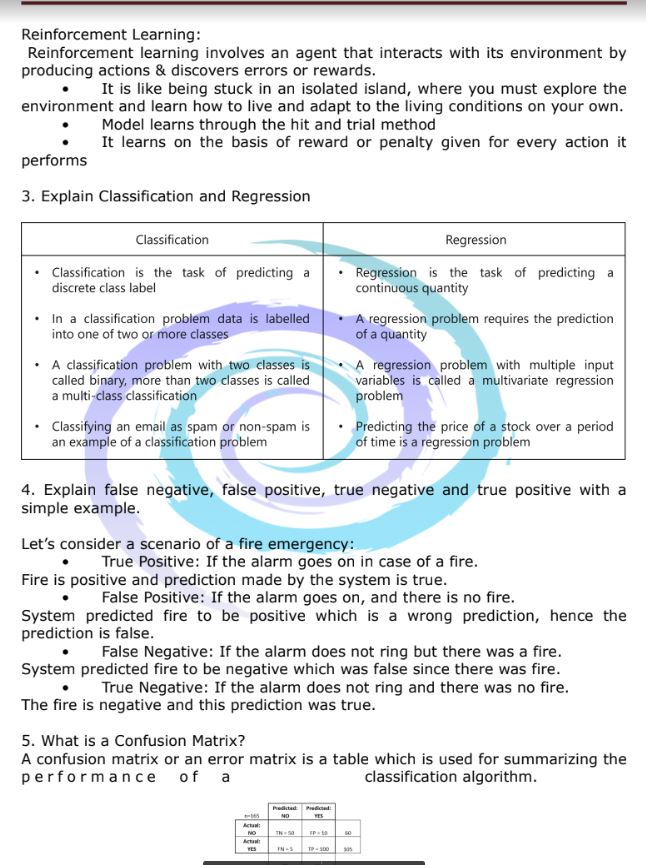 Reinforcement Learning:
Reinforcement learning involves an agent that interacts with its environment by
producing actions & discovers errors or rewards.
• It is like being stuck in an isolated island, where you must explore the
environment and learn how to live and adapt to the living conditions on your own.
• Model learns through the hit and trial method
• It learns on the basis of reward or penalty given for every action it
performs
3. Explain Classification and Regression
Classification
• Classification is the task of predicting a
discrete class label
• In a classification problem data is labelled
into one of two or more classes
• A classification problem with two classes is
called binary, more than two classes is called
a multi-class classification
• Classifying an email as spam or non-spam is
an example of a classification problem
Regression
• Regression is the task of predicting a
continuous quantity
• A regression problem requires the prediction
of a quantity
• A regression problem with multiple input
variables is called a multivariate regression
problem
• Predicting the price of a stock over a period
of time is a regression problem
4. Explain false negative, false positive, true negative and true positive with a
simple example.
Let's consider a scenario of a fire emergency:
• True Positive: If the alarm goes on in case of a fire.
Fire is positive and prediction made by the system is true.
• False Positive: If the alarm goes on, and there is no fire.
System predicted fire to be positive which is a wrong prediction, hence the
prediction is false.
• False Negative: If the alarm does not ring but there was a fire.
System predicted fire to be negative which was false since there was fire.
• True Negative: If the alarm does not ring and there was no fire.
The fire is negative and this prediction was true.
5. What is a Confusion Matrix?
A confusion matrix or an error matrix is a table which is used for summarizing the
performance of a classification algorithm.
Predicted: Predicted:
n=165 NO YES
Actual:
NO TN = 50 FP = 10 60
Actual:
YES FN = 5 TP = 100 105